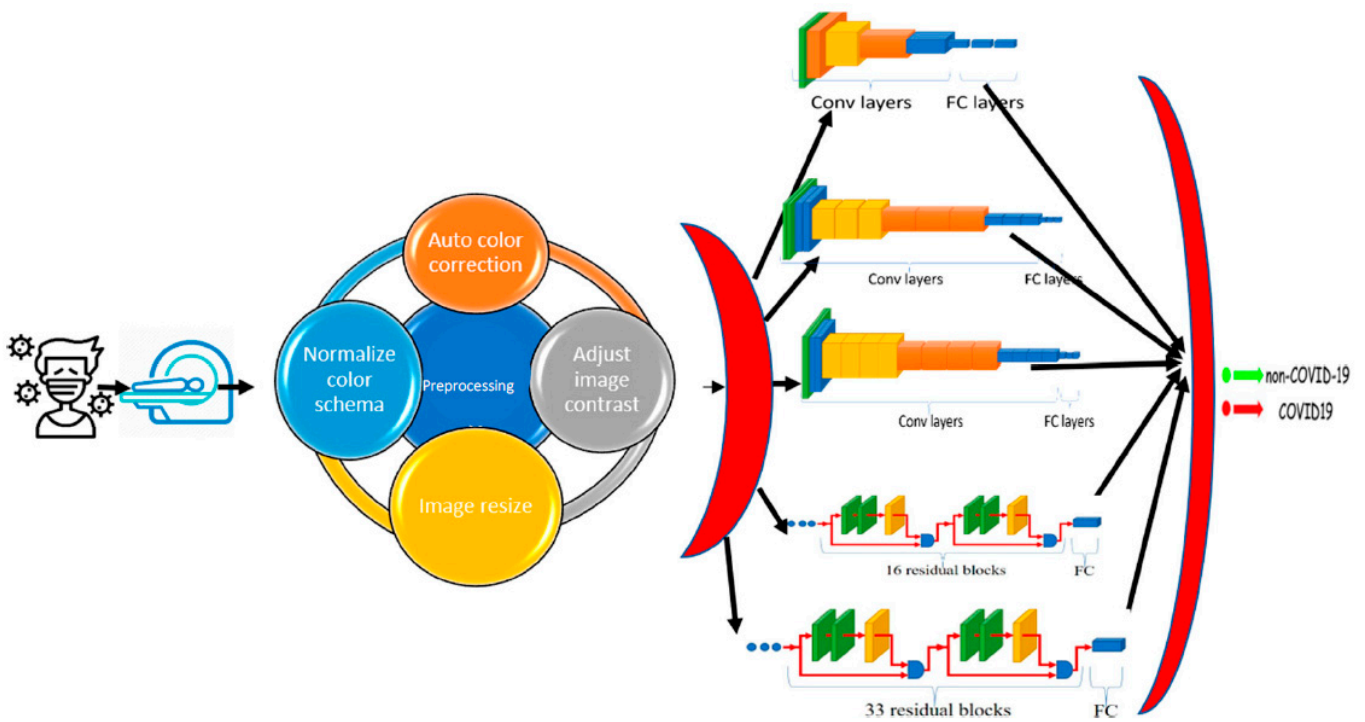 Auto color
correction
Normalize
color
schema
Preprocessing
Adjust
image
contrast
Image resize
Conv layers FC layers
Conv layers FC layers
Conv layers FC layers
16 residual blocks FC
33 residual blocks FC
non-COVID-19
COVID19